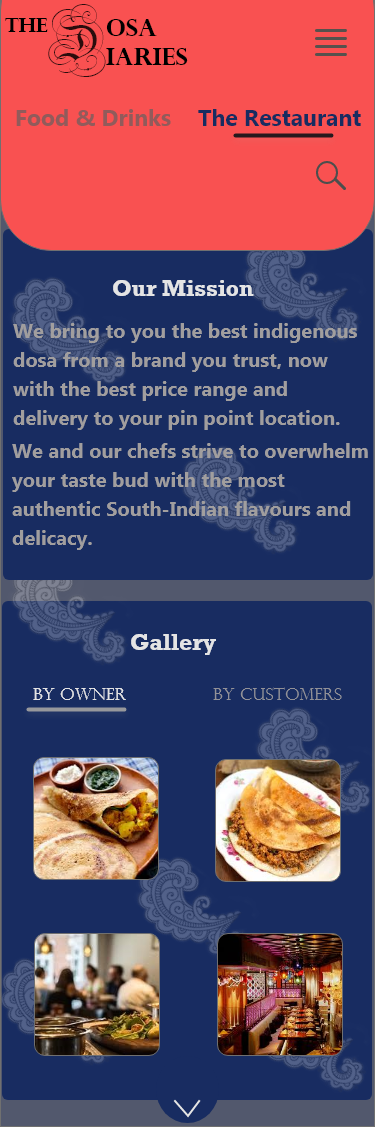 THE DOSA
DIARIES
Food & Drinks The Restaurant
Our Mission
We bring to you the best indigenous
dosa from a brand you trust, now
with the best price range and
delivery to your pin point location.
We and our chefs strive to overwhelm
your taste bud with the most
authentic South-Indian flavours and
delicacy.
Gallery
BY OWNER BY CUSTOMERS